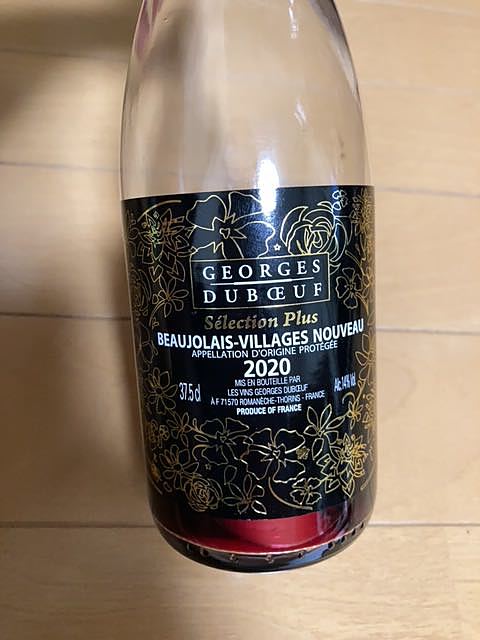 GEORGES
DUBŒUF
Sélection Plus
BEAUJOLAIS-VILLAGES NOUVEAU
APPELLATION D'ORIGINE PROTÉGÉE
2020
37.5 cl
MIS EN BOUTEILLE PAR
LES VINS GEORGES DUBŒUF
À F 71570 ROMANÈCHE-THORINS - FRANCE
PRODUCE OF FRANCE
Alc.14% Vol.